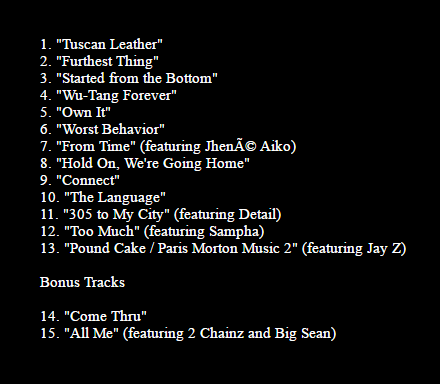 1. "Tuscan Leather"
2. "Furthest Thing"
3. "Started from the Bottom"
4. "Wu-Tang Forever"
5. "Own It"
6. "Worst Behavior"
7. "From Time" (featuring JhenÃ© Aiko)
8. "Hold On, We're Going Home"
9. "Connect"
10. "The Language"
11. "305 to My City" (featuring Detail)
12. "Too Much" (featuring Sampha)
13. "Pound Cake / Paris Morton Music 2" (featuring Jay Z)
Bonus Tracks
14. "Come Thru"
15. "All Me" (featuring 2 Chainz and Big Sean)